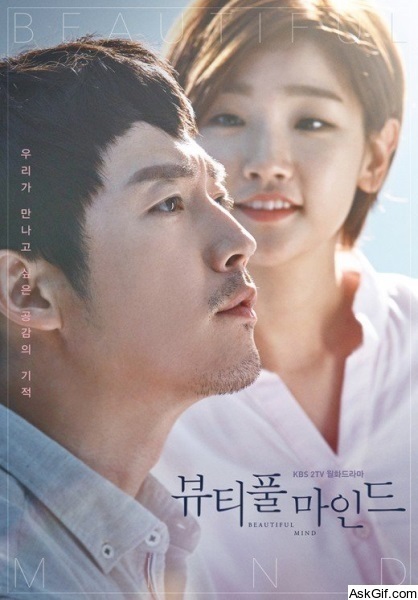 BEAUTIFUL
우리가 만나고 싶은 공감의 기적
KBS 2TV 월화드라마
뷰티풀 마인드
BEAUTIFUL
MIND
MIND
AskGif.com